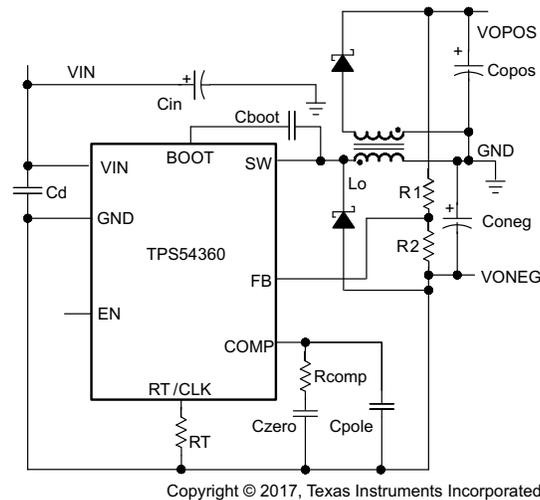 VOPOS
VIN
+
Copos
Cin
+
Cboot
GND
BOOT
VIN
SW
Cd
Lo
R1
GND
+
Coneg
TPS54360
R2
FB
VONEG
EN
COMP
Rcomp
RT/CLK
Czero
Cpole
RT
Copyright © 2017, Texas Instruments Incorporated